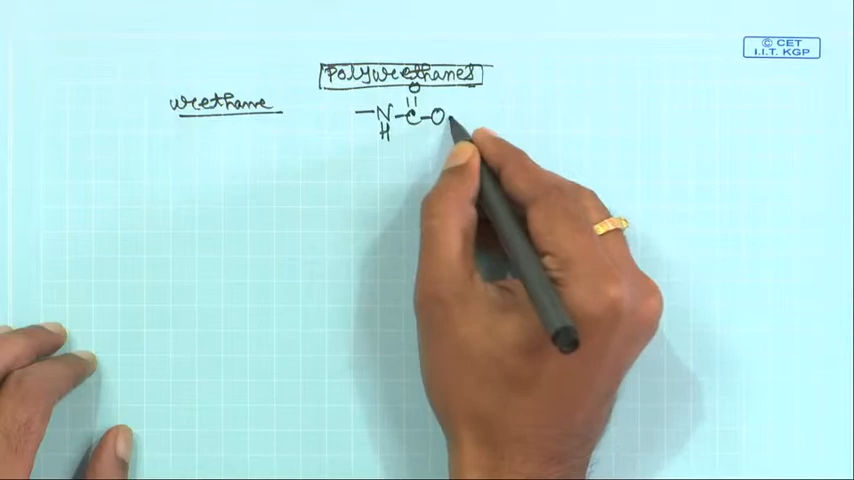 © CET
I.I.T. KGP
Polyurethanes
urethane
O
||
—N—C—O
H